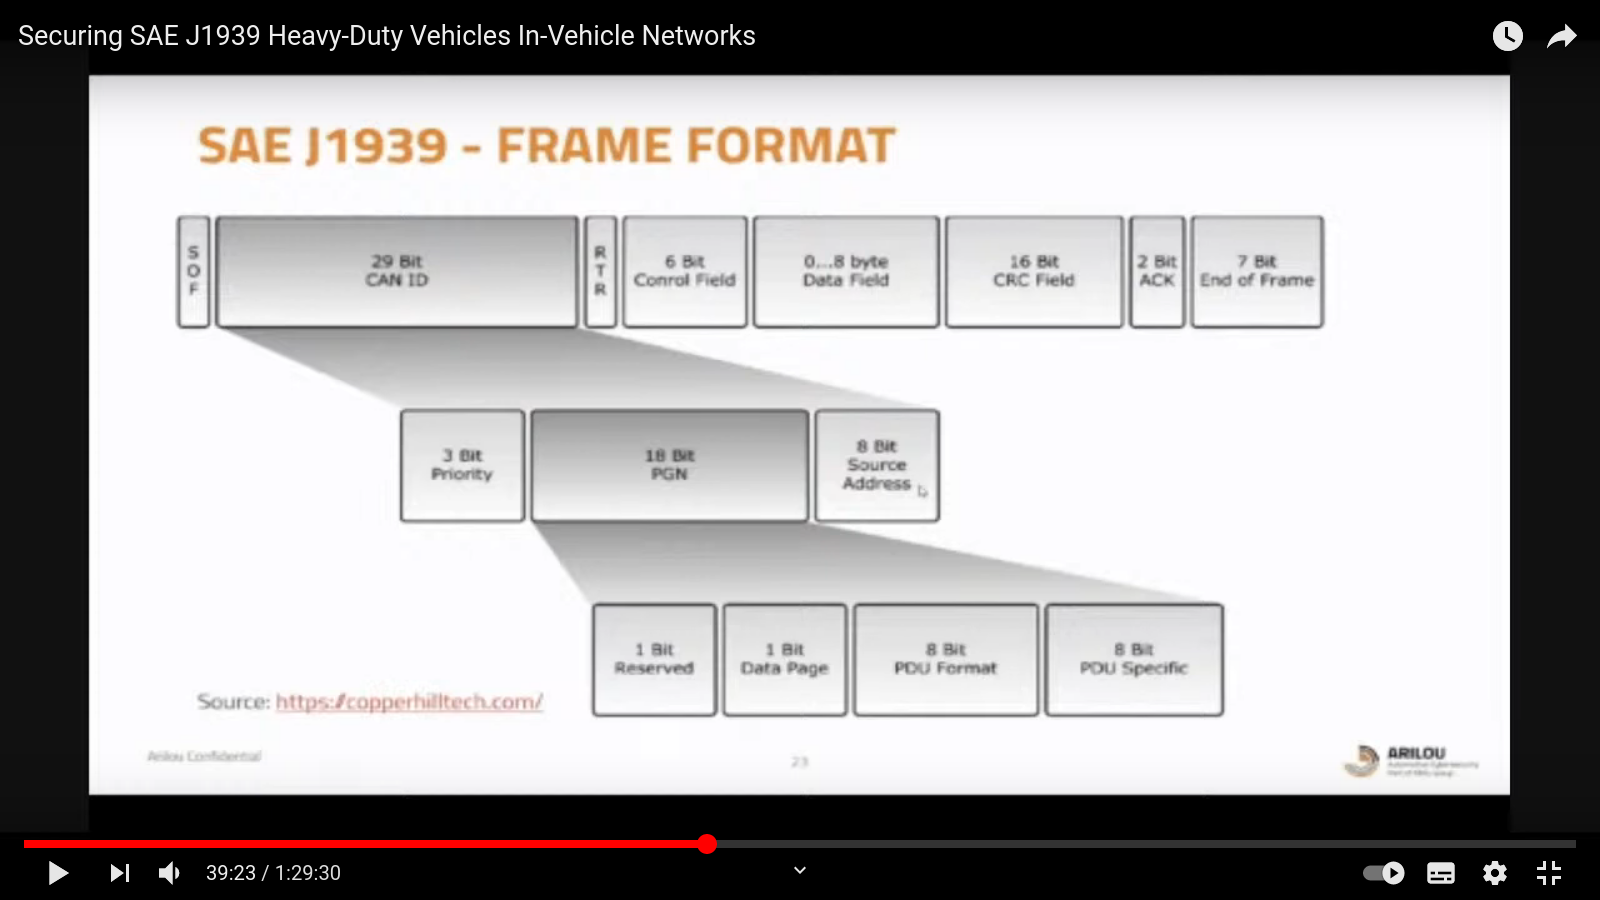 Securing SAE J1939 Heavy-Duty Vehicles In-Vehicle Networks
SAE J1939 - FRAME FORMAT
SOF
29 Bit
CAN ID
RTR
6 Bit
Conrol Field
0...8 byte
Data Field
16 Bit
CRC Field
2 Bit
ACK
7 Bit
End of Frame
3 Bit
Priority
18 Bit
PGN
8 Bit
Source
Address
1 Bit
Reserved
1 Bit
Data Page
8 Bit
PDU Format
8 Bit
PDU Specific
Source: https://copperhilltech.com/
Arilou Confidential
23
ARILOU
39:23 / 1:29:30